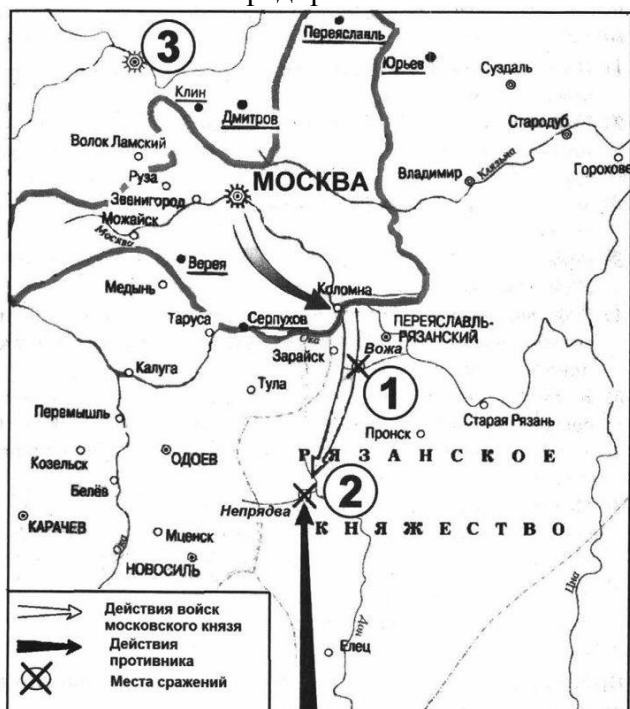 3
Переяславль
Юрьев
Суздаль
Клин
Дмитров
Стародуб
Волок Ламский
Руза
МОСКВА
Владимир
Клязьма
Звенигород
Можайск
Москва
Верея
Коломна
Медынь
Таруса
Серпухов
Ока
ПЕРЕЯСЛАВЛЬ-
РЯЗАНСКИЙ
Зарайск
Вожа
Калуга
Тула
1
Перемышль
Старая Рязань
Пронск
Козельск
ОДОЕВ
РЯЗАНСКОЕ
Белёв
2
Непрядва
КАРАЧЕВ
Мценск
КНЯЖЕСТВО
Ока
НОВОСИЛЬ
Цна
Дон
Елец
Действия войск
московского князя
Действия
противника
Места сражений